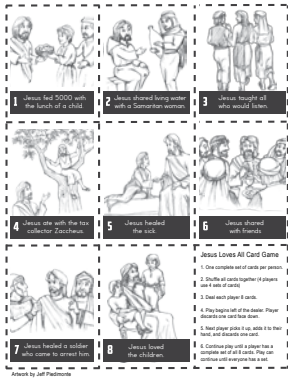 1 Jesus fed 5000 with
the lunch of a child.
2 Jesus shared living water
with a Samaritan woman.
3 Jesus taught all
who would listen.
4 Jesus ate with the tax
collector Zaccheus.
5 Jesus healed
the sick.
6 Jesus shared
with friends
7 Jesus healed a soldier
who came to arrest him.
8 Jesus loved
the children.
Jesus Loves All Card Game
1. One complete set of cards per person.
2. Shuffle all cards together (4 players
use 4 sets of cards)
3. Deal each player 8 cards.
4. Play begins left of the dealer. Player
discards one card face down.
5. Next player picks it up, adds it to their
hand, and discards one card.
6. Continue play until a player has a
complete set of all 8 cards. Play can
continue until everyone has a set.
Artwork by Jeff Piedimonte